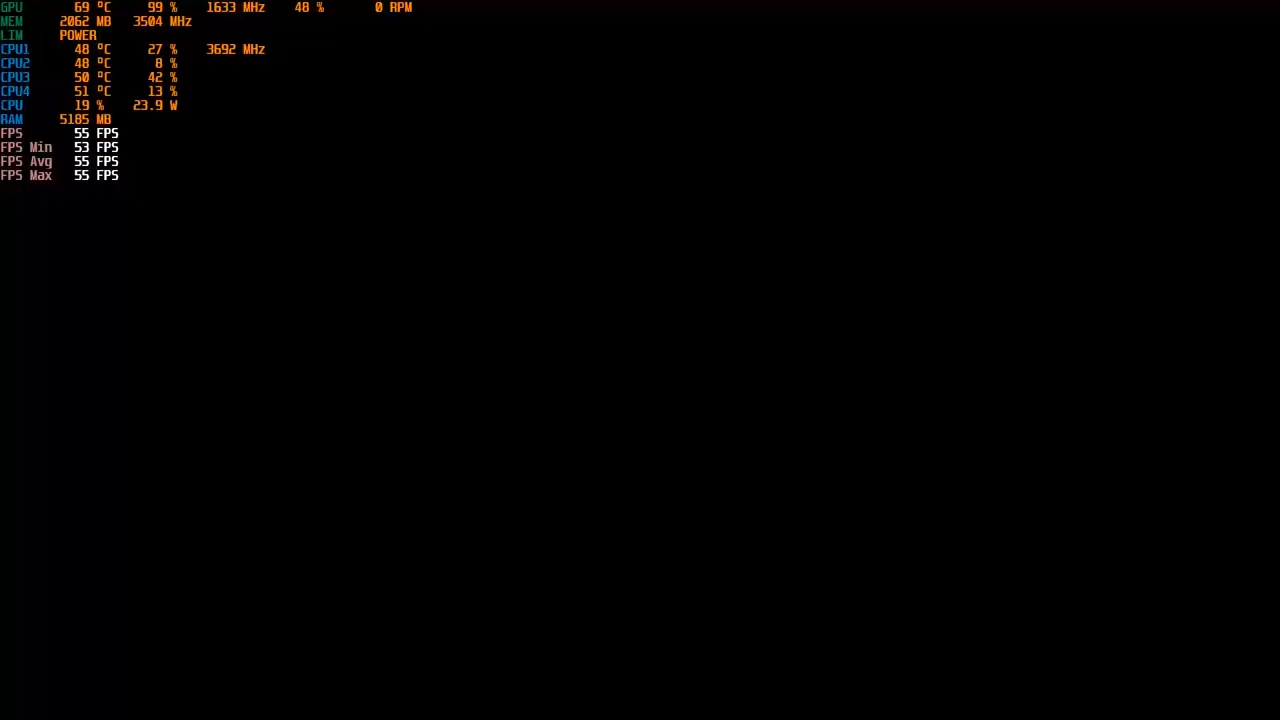 GPU 69 °C 99 % 1633 MHz 48 % 0 RPM
MEM 2062 MB 3504 MHz
LIM POWER
CPU1 48 °C 27 % 3692 MHz
CPU2 48 °C 8 %
CPU3 50 °C 42 %
CPU4 51 °C 13 %
CPU 19 % 23.9 W
RAM 5185 MB
FPS 55 FPS
FPS Min 53 FPS
FPS Avg 55 FPS
FPS Max 55 FPS